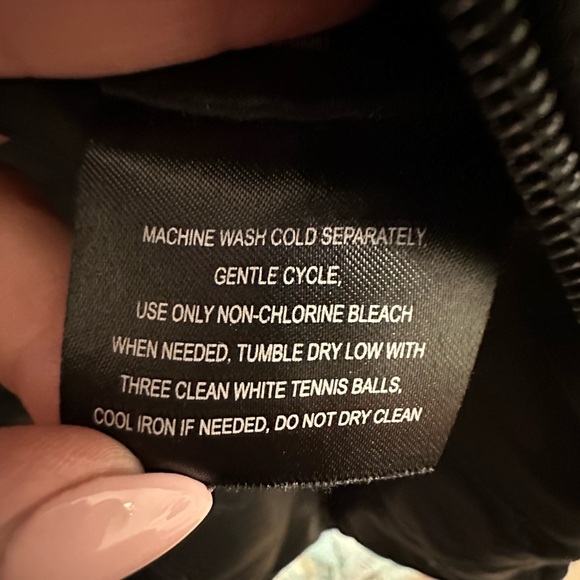 MACHINE WASH COLD SEPARATELY,
GENTLE CYCLE,
USE ONLY NON-CHLORINE BLEACH
WHEN NEEDED, TUMBLE DRY LOW WITH
THREE CLEAN WHITE TENNIS BALLS,
COOL IRON IF NEEDED, DO NOT DRY CLEAN